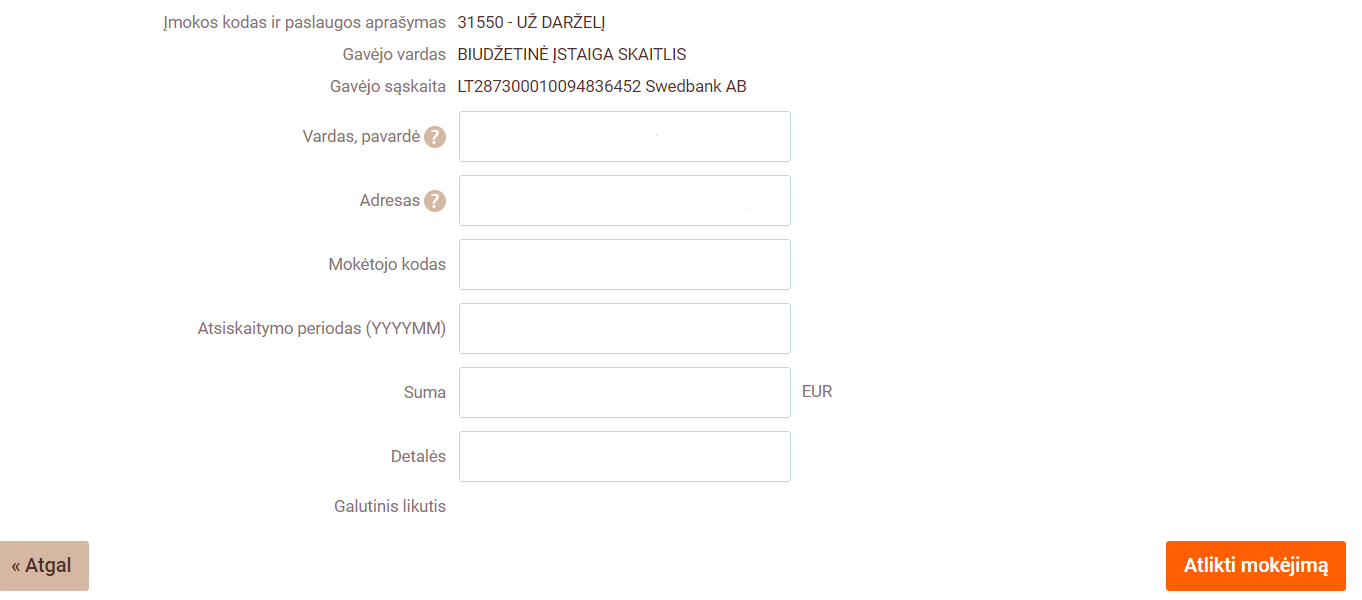 Įmokos kodas ir paslaugos aprašymas 31550 - UŽ DARŽELĮ
Gavėjo vardas BIUDŽETINĖ ĮSTAIGA SKAITLIS
Gavėjo sąskaita LT287300010094836452 Swedbank AB
Vardas, pavardė ?
Adresas ?
Mokėtojo kodas
Atsiskaitymo periodas (YYYYMM)
Suma EUR
Detalės
Galutinis likutis
« Atgal
Atlikti mokėjimą